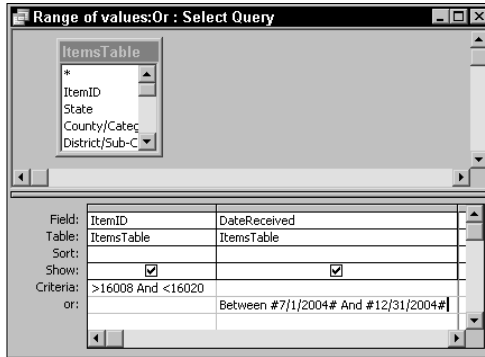 Range of values:Or : Select Query
ItemsTable
*
ItemID
State
County/Categ
District/Sub-C
Field: ItemID DateReceived
Table: ItemsTable ItemsTable
Sort:
Show:
Criteria: >16008 And <16020
or: Between #7/1/2004# And #12/31/2004#